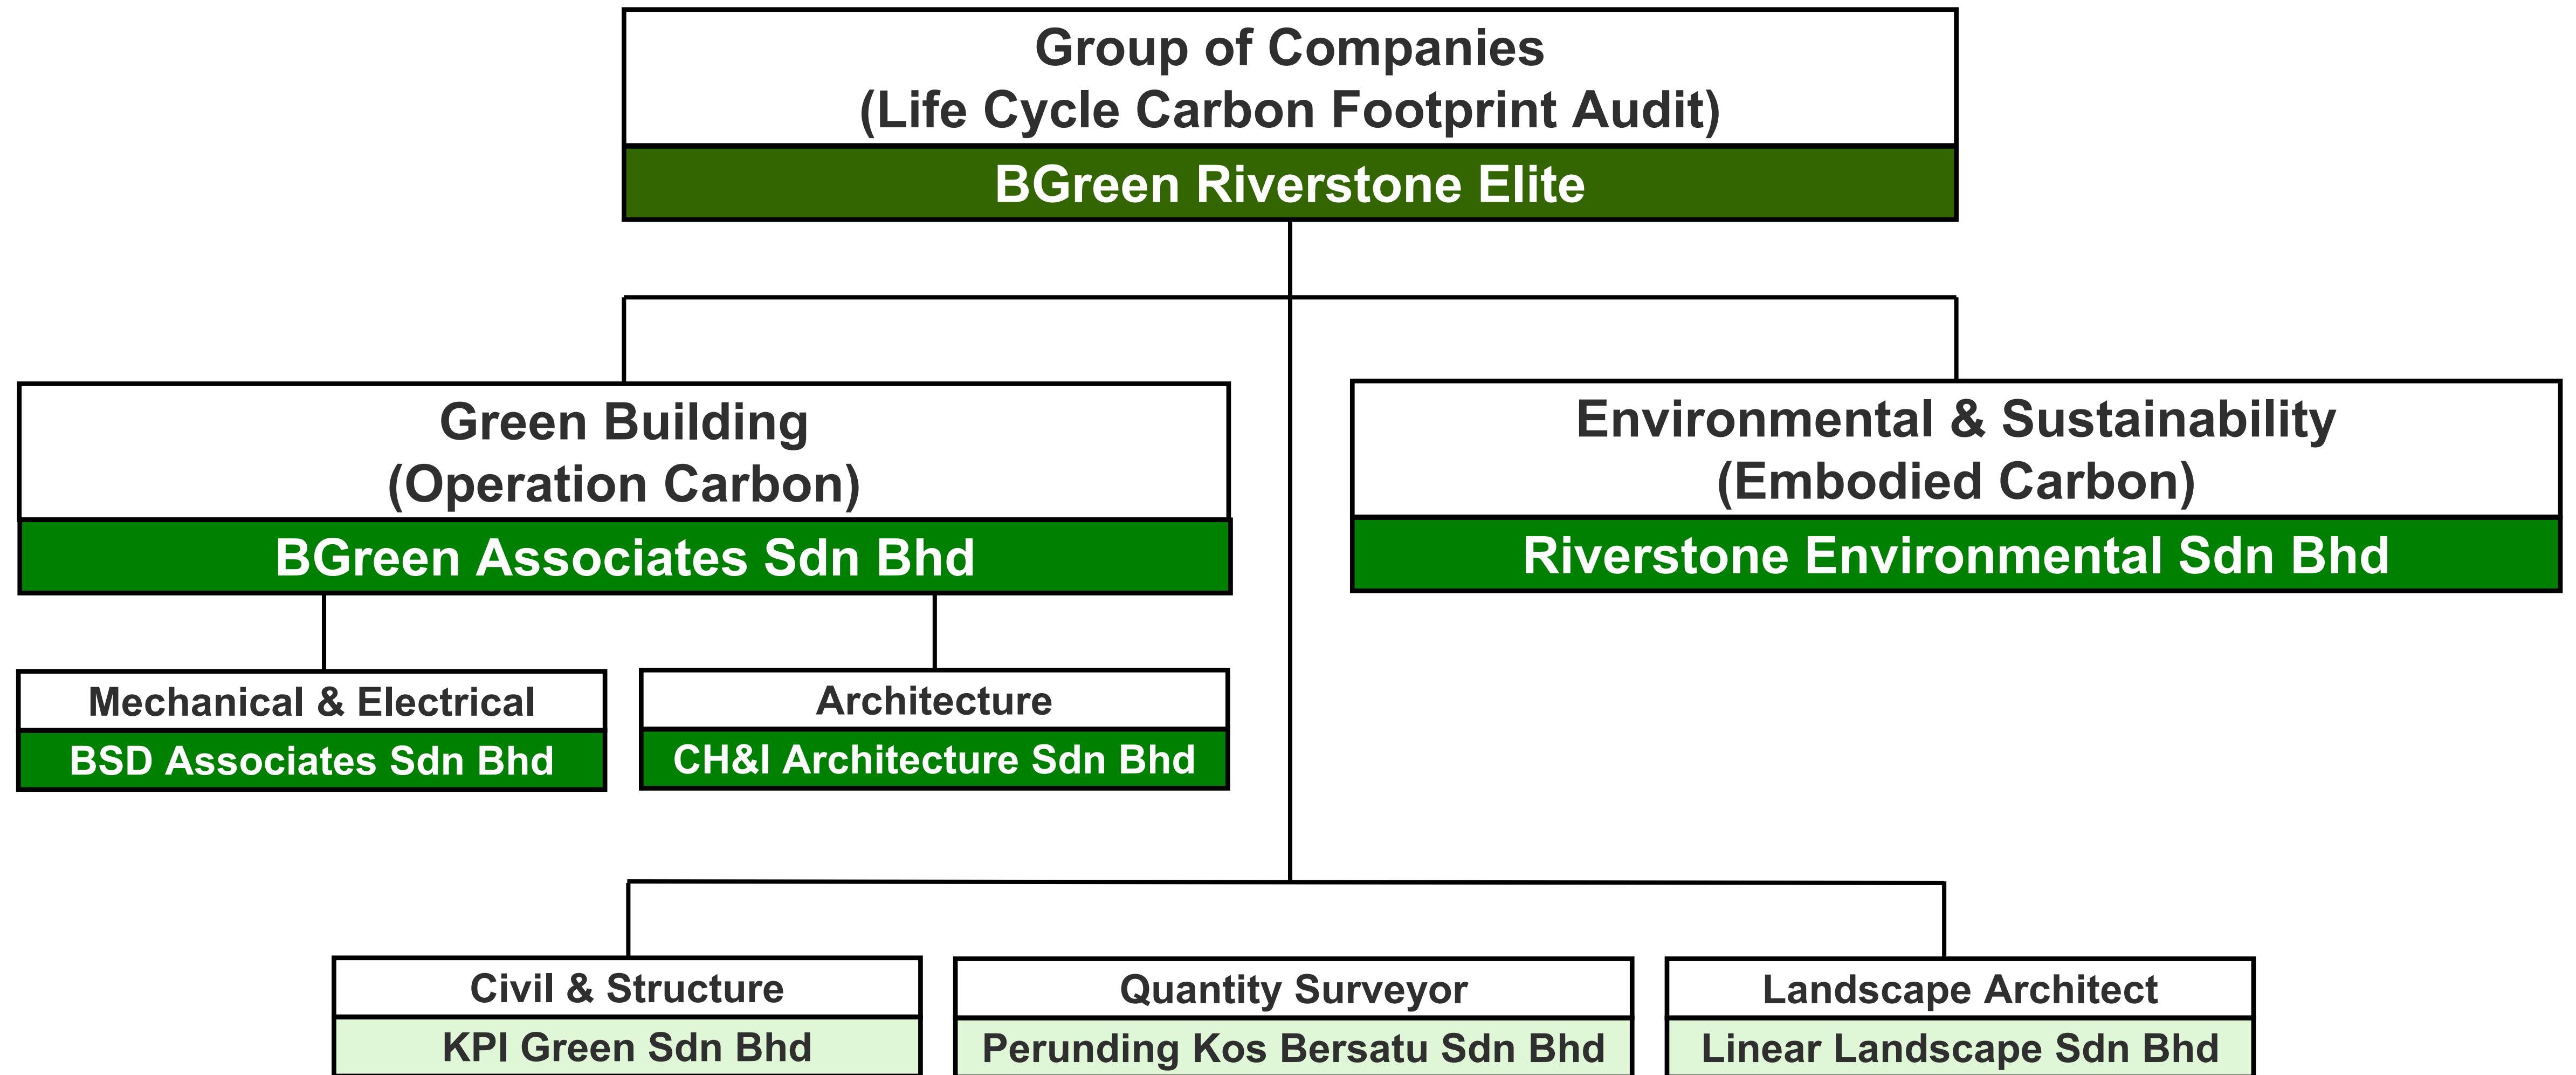 Group of Companies
(Life Cycle Carbon Footprint Audit)
BGreen Riverstone Elite
Green Building
(Operation Carbon)
BGreen Associates Sdn Bhd
Environmental & Sustainability
(Embodied Carbon)
Riverstone Environmental Sdn Bhd
Mechanical & Electrical
BSD Associates Sdn Bhd
Architecture
CH&I Architecture Sdn Bhd
Civil & Structure
KPI Green Sdn Bhd
Quantity Surveyor
Perunding Kos Bersatu Sdn Bhd
Landscape Architect
Linear Landscape Sdn Bhd